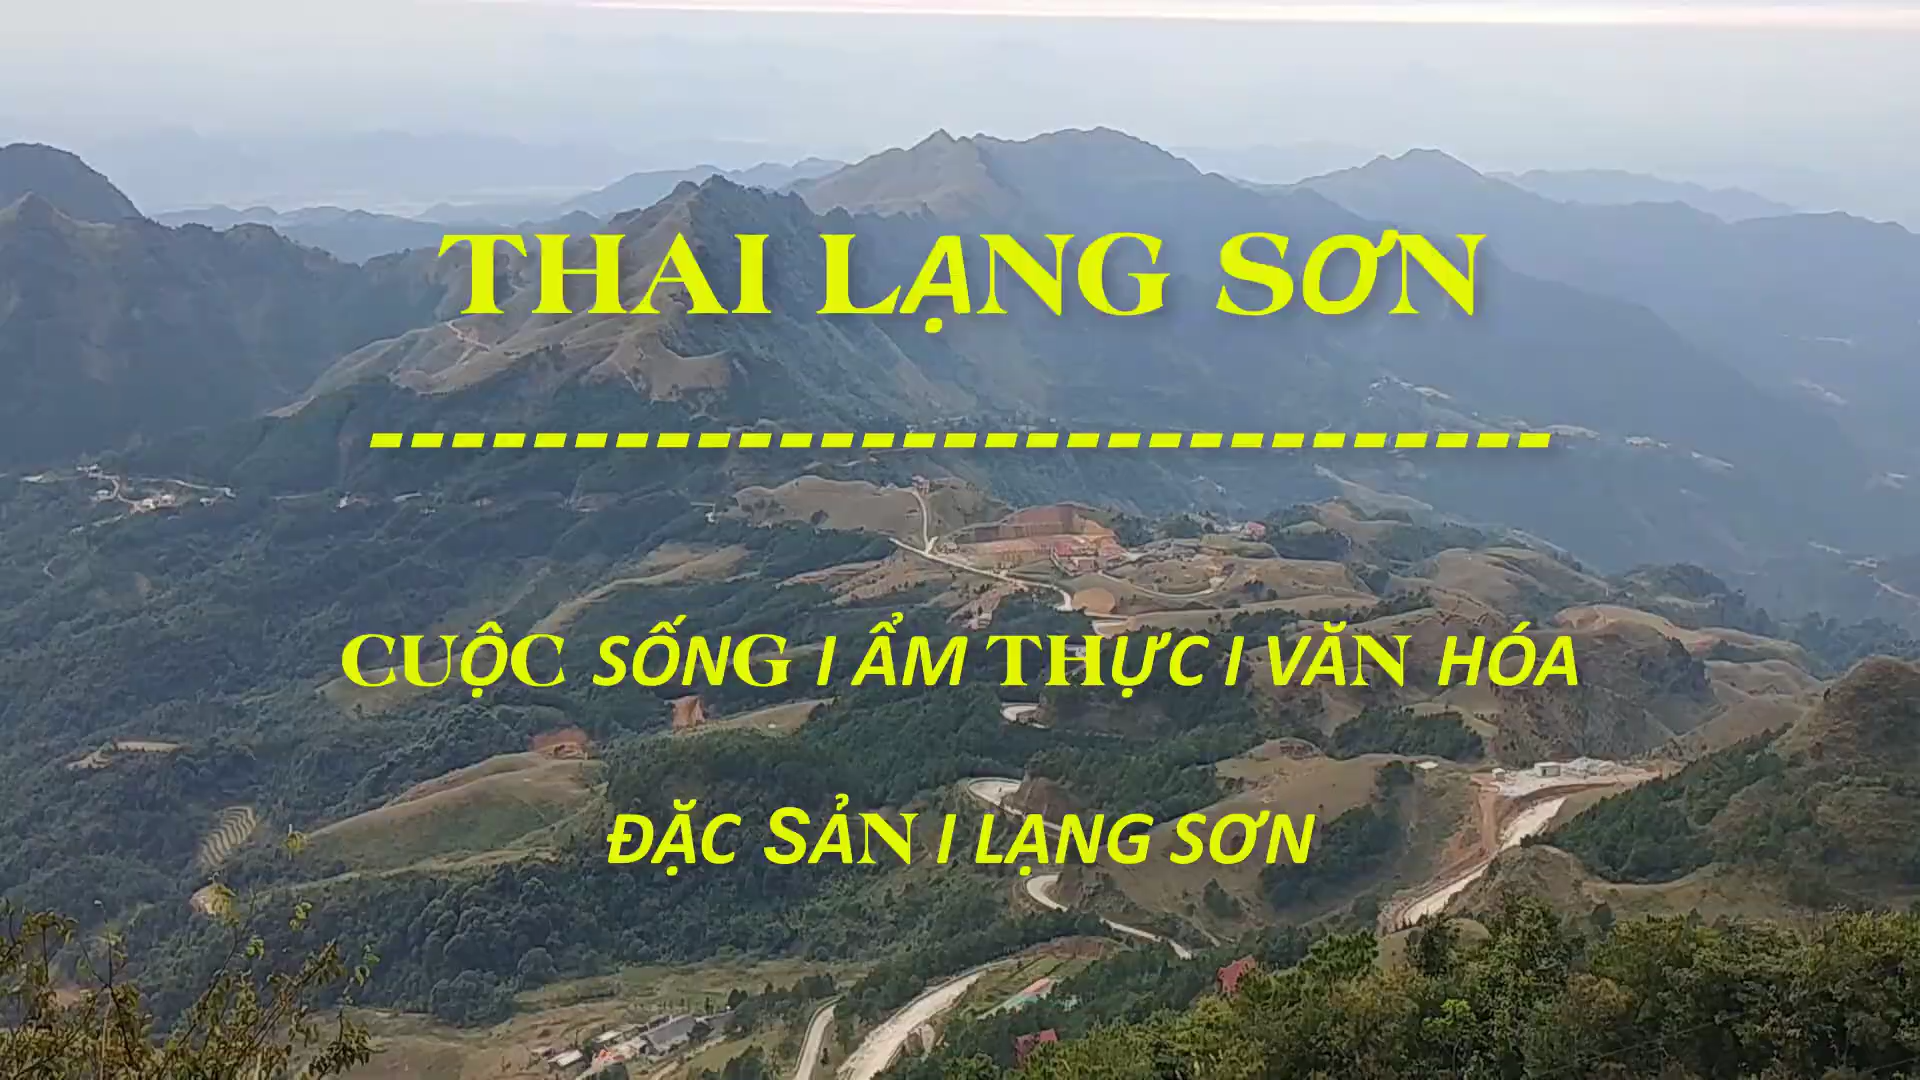 THAI LẠNG SƠN
-----------------------------
CUỘC SỐNG I ẨM THỰC I VĂN HÓA
ĐẶC SẢN I LẠNG SƠN